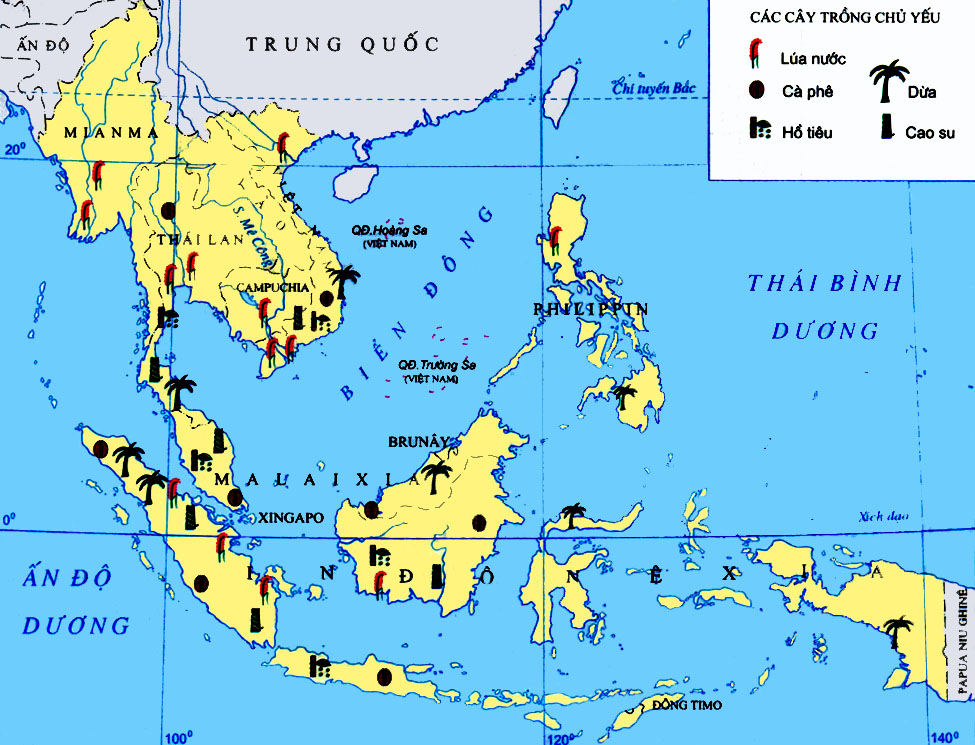 CÁC CÂY TRỒNG CHỦ YẾU
Lúa nước
Cà phê
Dừa
Hồ tiêu
Cao su
ẤN ĐỘ
TRUNG QUỐC
Chí tuyến Bắc
MIANMA
20°
VIỆT NAM
LÀO
THÁI LAN
S. Mê Công
CAMPUCHIA
QĐ.Hoàng Sa
(VIỆT NAM)
BIỂN ĐÔNG
PHILIPPIN
THÁI BÌNH
DƯƠNG
QĐ.Trường Sa
(VIỆT NAM)
BRUNÂY
MALAIXIA
XINGAPO
0°
Xích đạo
ẤN ĐỘ
DƯƠNG
INĐÔNÊXIA
PAPUA NIU GHINÊ
ĐÔNG TIMO
100°
120°
140°